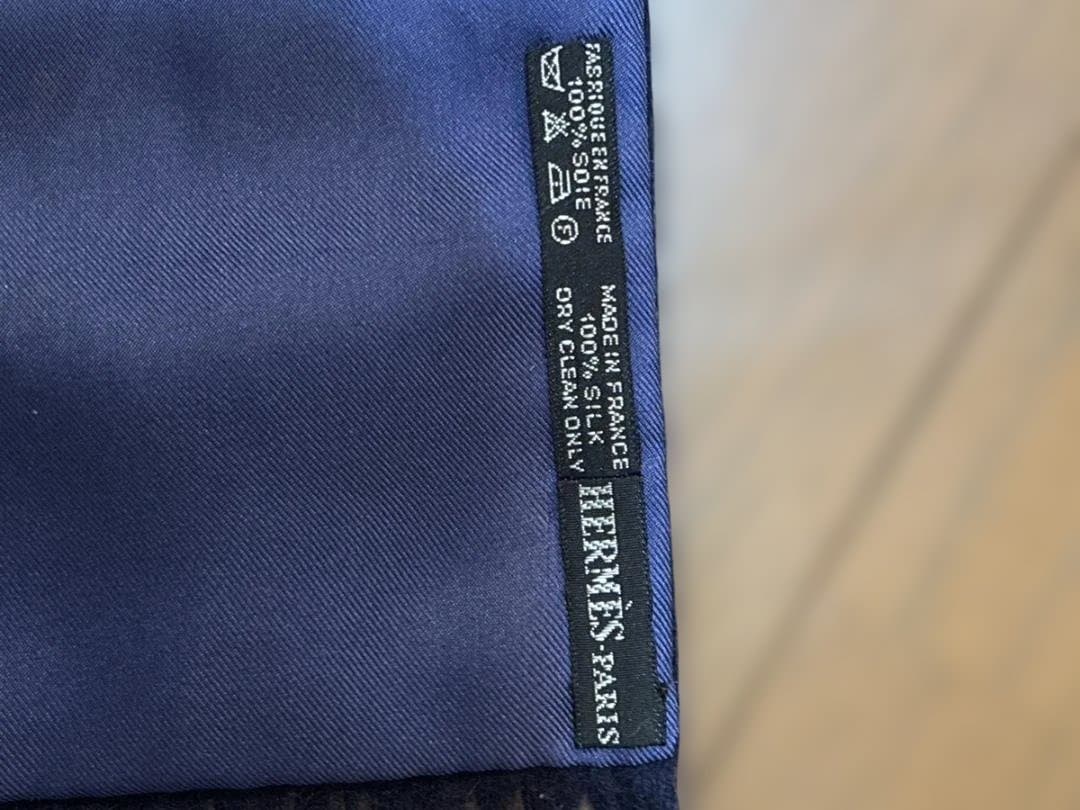 FABRIQUE EN FRANCE
100% SOIE
F
MADE IN FRANCE
100% SILK
DRY CLEAN ONLY
HERMÈS-PARIS